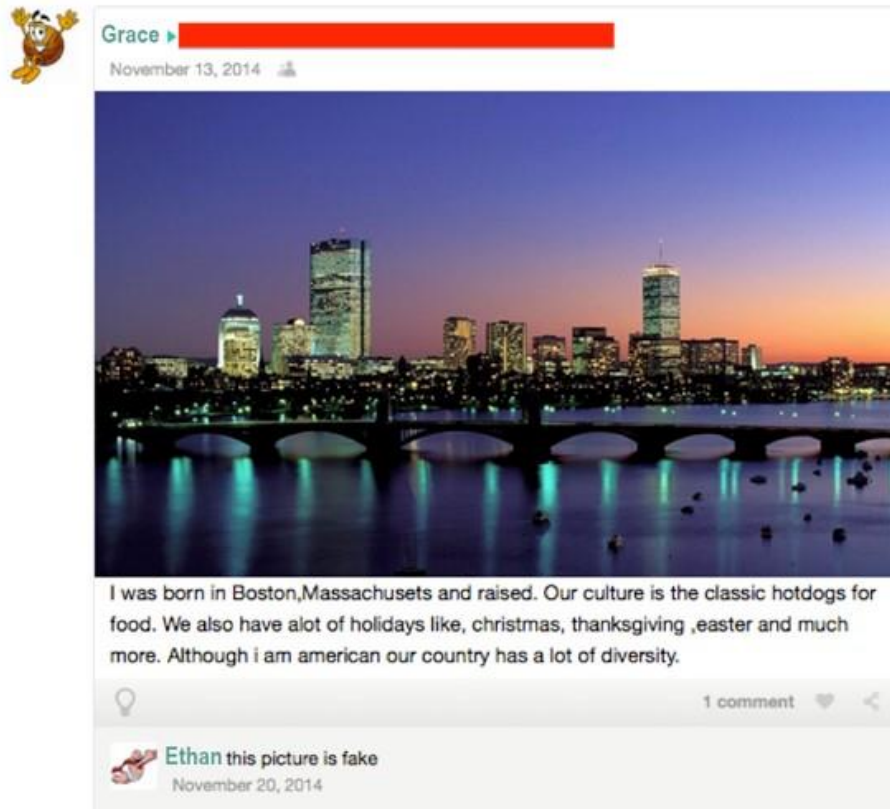 Grace
November 13, 2014
I was born in Boston,Massachusets and raised. Our culture is the classic hotdogs for
food. We also have alot of holidays like, christmas, thanksgiving ,easter and much
more. Although i am american our country has a lot of diversity.
1 comment
Ethan this picture is fake
November 20, 2014